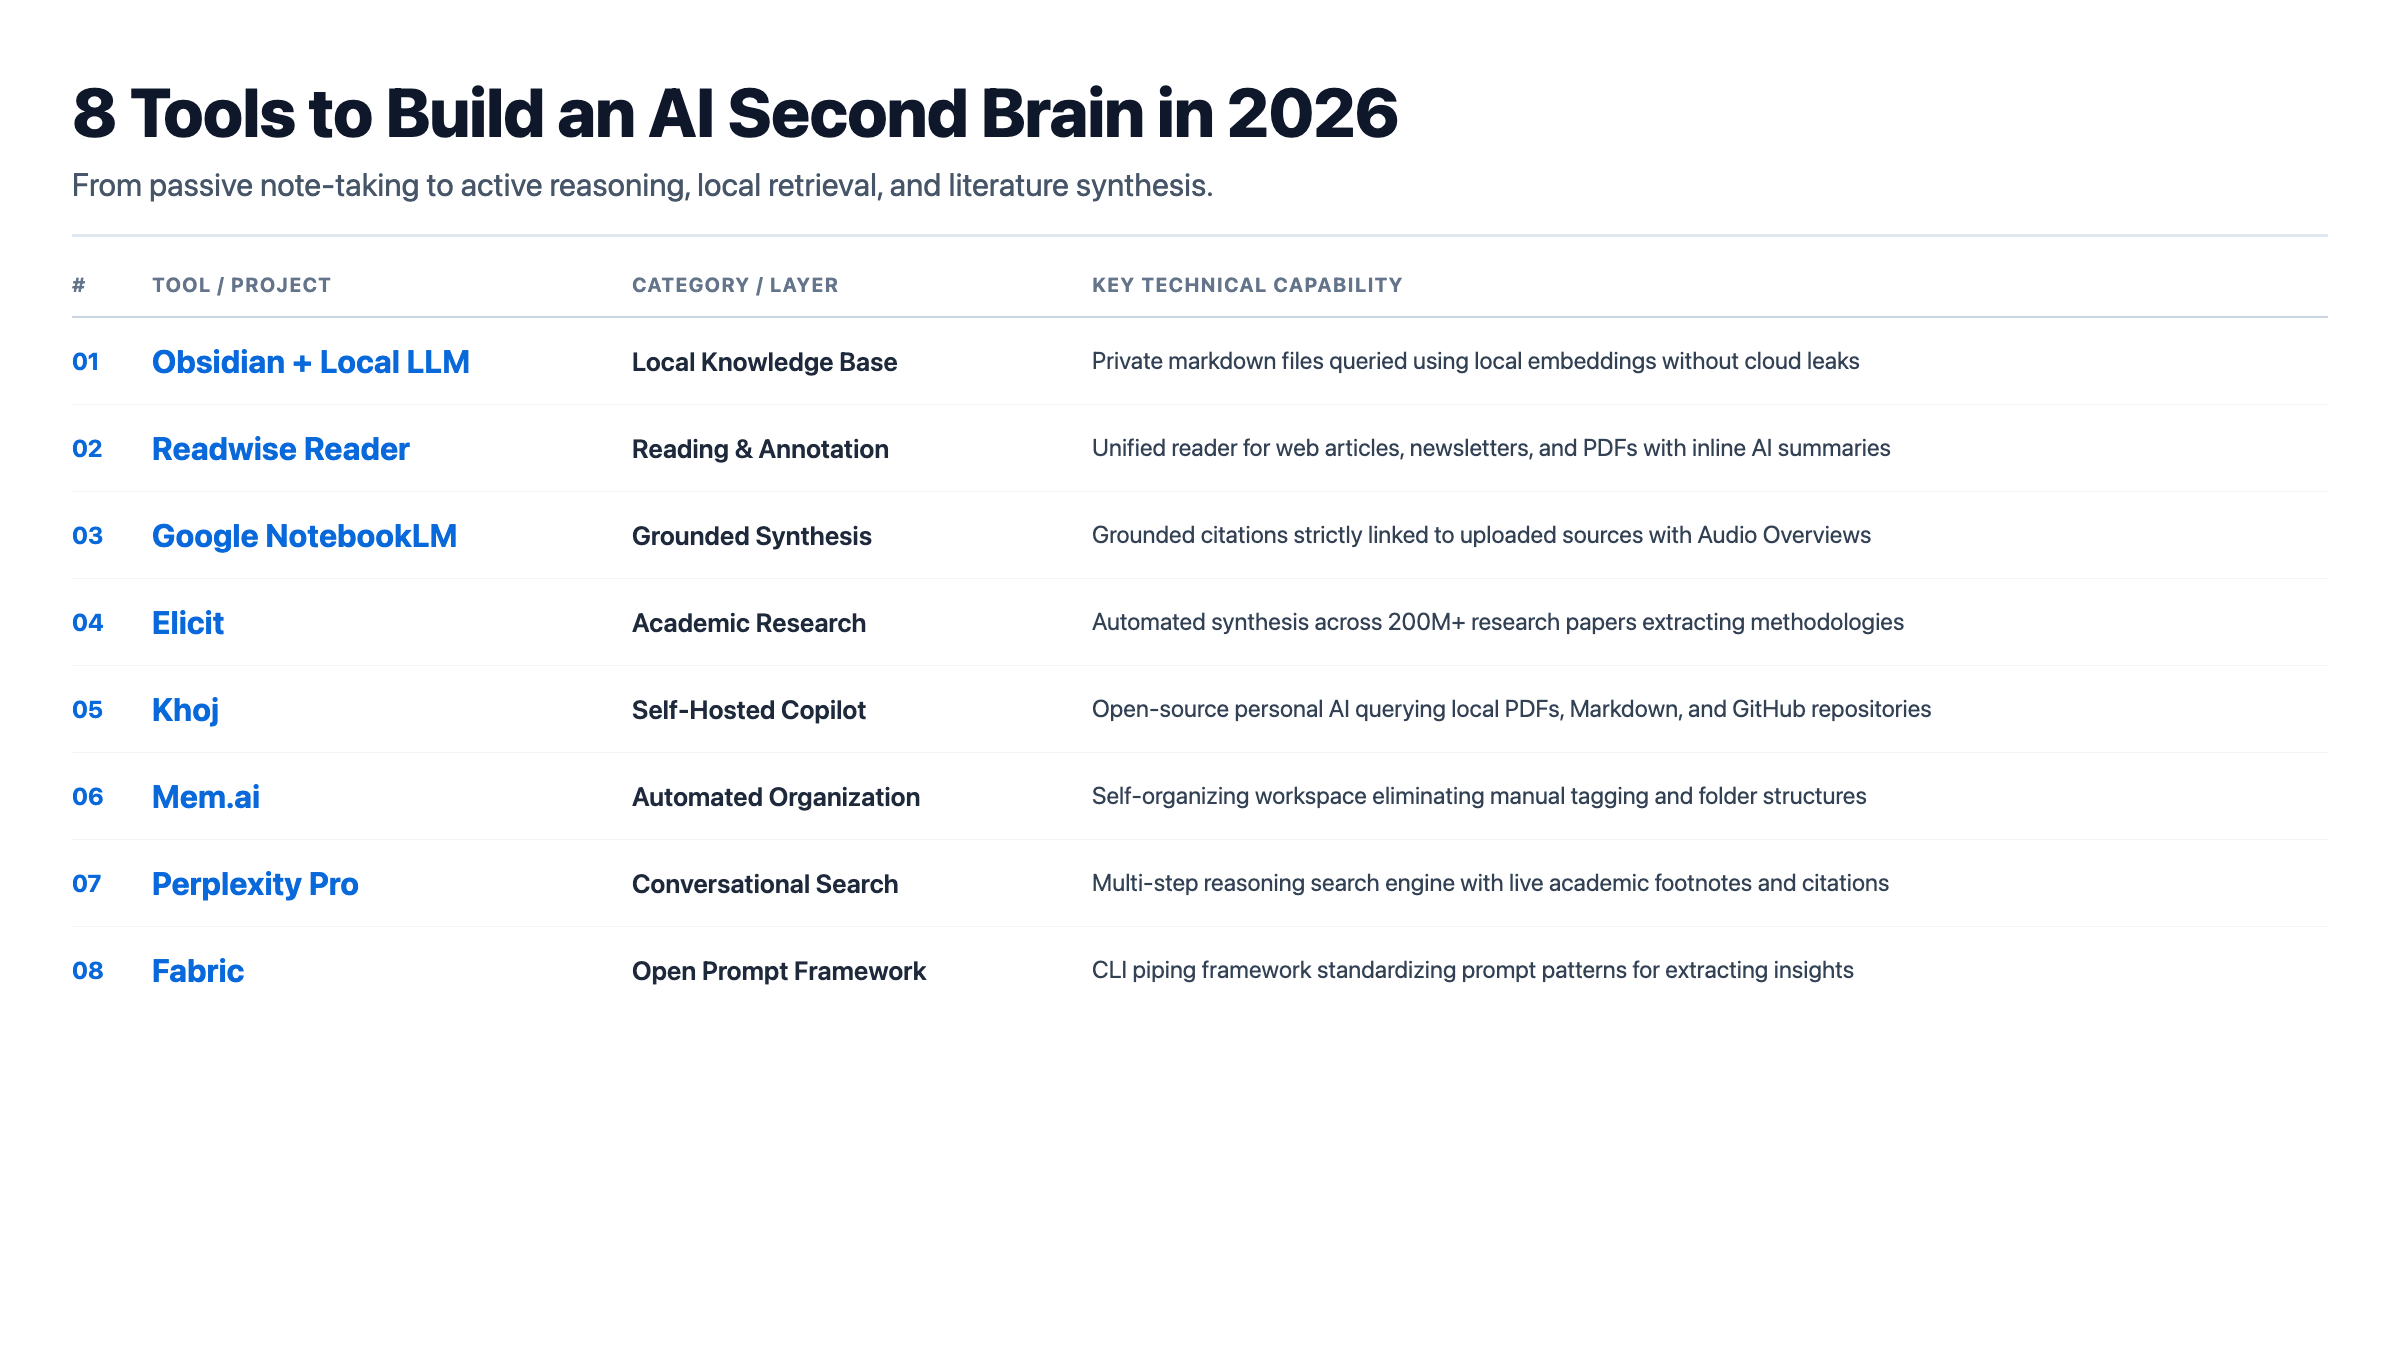 8 Tools to Build an AI Second Brain in 2026
From passive note-taking to active reasoning, local retrieval, and literature synthesis.
# TOOL / PROJECT CATEGORY / LAYER KEY TECHNICAL CAPABILITY
01 Obsidian + Local LLM Local Knowledge Base Private markdown files queried using local embeddings without cloud leaks
02 Readwise Reader Reading & Annotation Unified reader for web articles, newsletters, and PDFs with inline AI summaries
03 Google NotebookLM Grounded Synthesis Grounded citations strictly linked to uploaded sources with Audio Overviews
04 Elicit Academic Research Automated synthesis across 200M+ research papers extracting methodologies
05 Khoj Self-Hosted Copilot Open-source personal AI querying local PDFs, Markdown, and GitHub repositories
06 Mem.ai Automated Organization Self-organizing workspace eliminating manual tagging and folder structures
07 Perplexity Pro Conversational Search Multi-step reasoning search engine with live academic footnotes and citations
08 Fabric Open Prompt Framework CLI piping framework standardizing prompt patterns for extracting insights